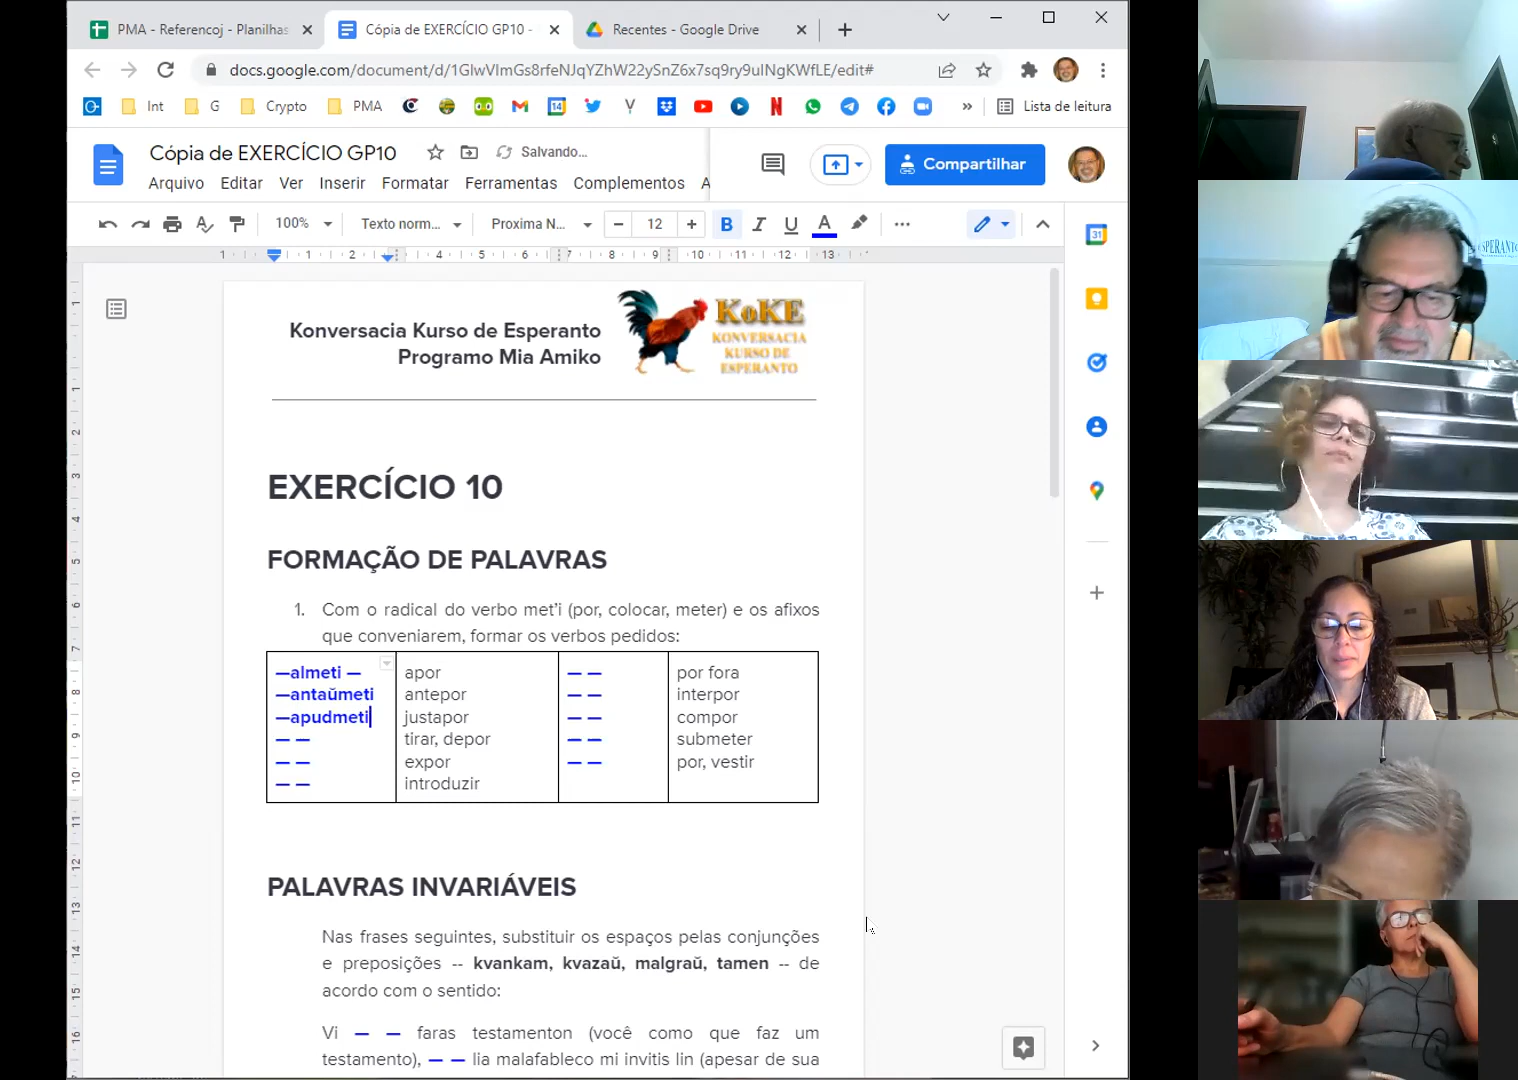 PMA - Referencoj - Planilhas
Cópia de EXERCÍCIO GP10 -
Recentes - Google Drive
docs.google.com/document/d/1GlwVlmGs8rfeNJqYZhW22ySnZ6x7sq9ry9uINgKWfLE/edit#
Int
G
Crypto
PMA
Lista de leitura
Cópia de EXERCÍCIO GP10
Salvando...
Compartilhar
Arquivo Editar Ver Inserir Formatar Ferramentas Complementos A
100% Texto norm... Proxima N... 12 B I U A
Konversacia Kurso de Esperanto
Programo Mia Amiko
KoKE
KONVERSACIA
KURSO DE
ESPERANTO
EXERCÍCIO 10
FORMAÇÃO DE PALAVRAS
1. Com o radical do verbo met'i (por, colocar, meter) e os afixos
que conveniarem, formar os verbos pedidos:
—almeti — apor — — por fora
—antaŭmeti antepor — — interpor
—apudmeti justapor — — compor
— — tirar, depor — — submeter
— — expor — — por, vestir
— — introduzir
PALAVRAS INVARIÁVEIS
Nas frases seguintes, substituir os espaços pelas conjunções
e preposições -- kvankam, kvazaŭ, malgraŭ, tamen -- de
acordo com o sentido:
Vi — — faras testamenton (você como que faz um
testamento), — — lia malafableco mi invitis lin (apesar de sua
ESPERANTO